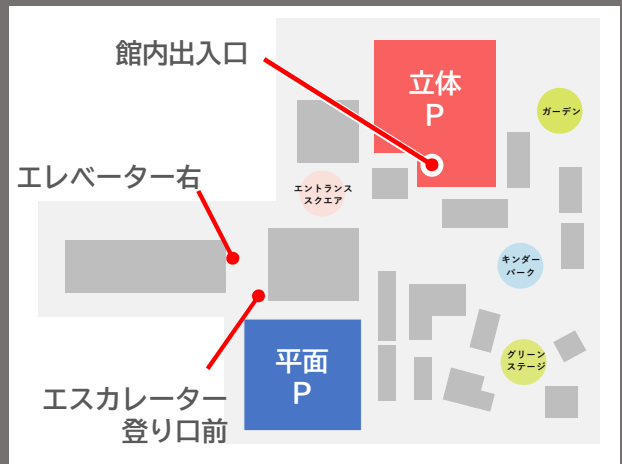 館内出入口
立体
P
ガーデン
エレベーター右
エントランス
スクエア
キンダー
パーク
平面
P
グリーン
ステージ
エスカレーター
登り口前